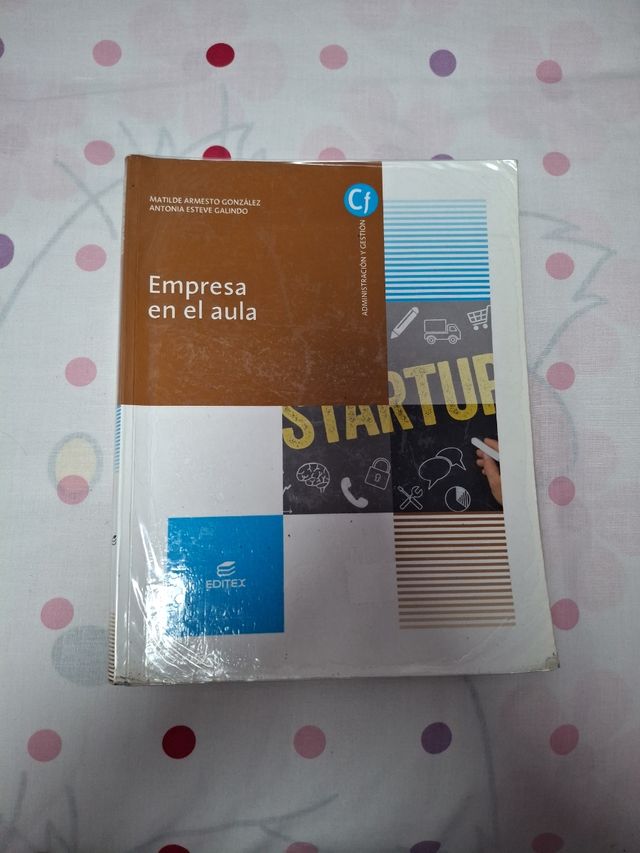 MATILDE ARMESTO GONZÁLEZ
ANTONIA ESTEVE GALINDO
Cf
ADMINISTRACIÓN Y GESTIÓN
Empresa
en el aula
STARTUP
EDITEX